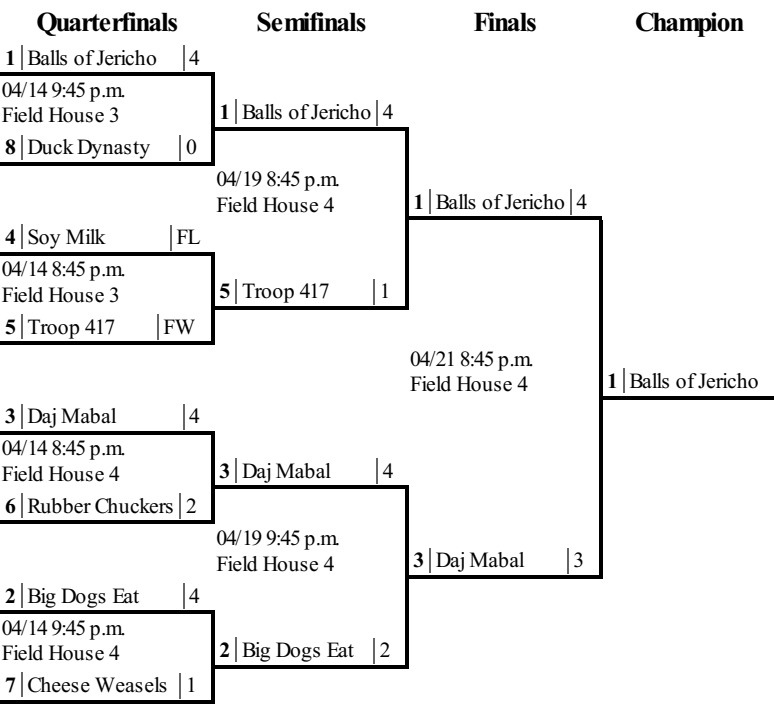 Quarterfinals Semifinals Finals Champion
1 Balls of Jericho 4
04/14 9:45 p.m.
Field House 3
8 Duck Dynasty 0
1 Balls of Jericho 4
04/19 8:45 p.m.
Field House 4
4 Soy Milk FL
04/14 8:45 p.m.
Field House 3
5 Troop 417 FW
5 Troop 417 1
1 Balls of Jericho 4
04/21 8:45 p.m.
Field House 4
1 Balls of Jericho
3 Daj Mabal 4
04/14 8:45 p.m.
Field House 4
6 Rubber Chuckers 2
3 Daj Mabal 4
04/19 9:45 p.m.
Field House 4
3 Daj Mabal 3
2 Big Dogs Eat 4
04/14 9:45 p.m.
Field House 4
7 Cheese Weasels 1
2 Big Dogs Eat 2